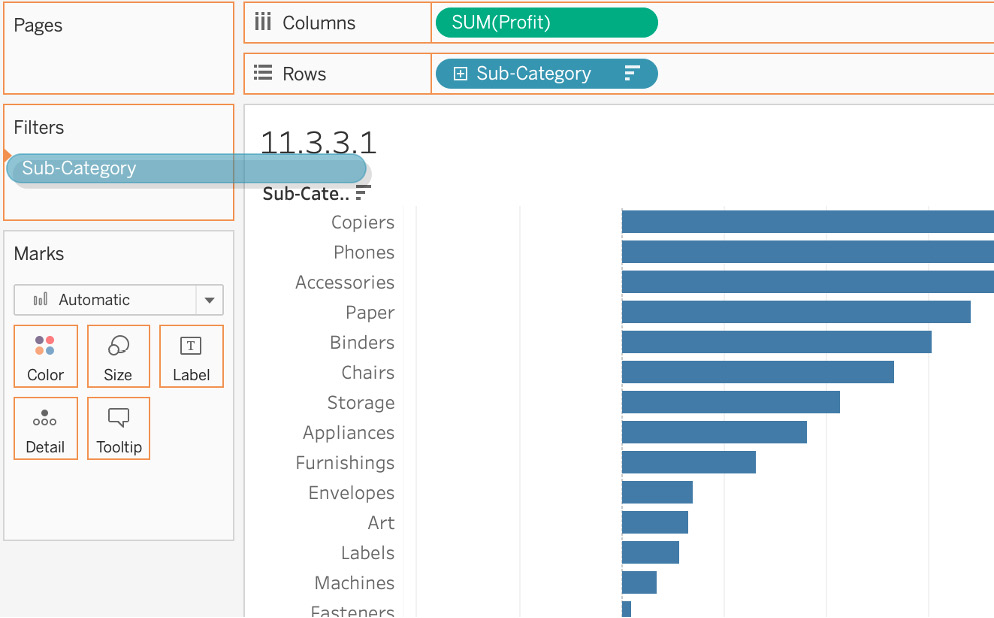 Pages
Columns
SUM(Profit)
Rows
Sub-Category
Filters
Sub-Category
Marks
Automatic
Color
Size
T
Label
Detail
Tooltip
11.3.3.1
Sub-Cate..
Copiers
Phones
Accessories
Paper
Binders
Chairs
Storage
Appliances
Furnishings
Envelopes
Art
Labels
Machines
Fasteners